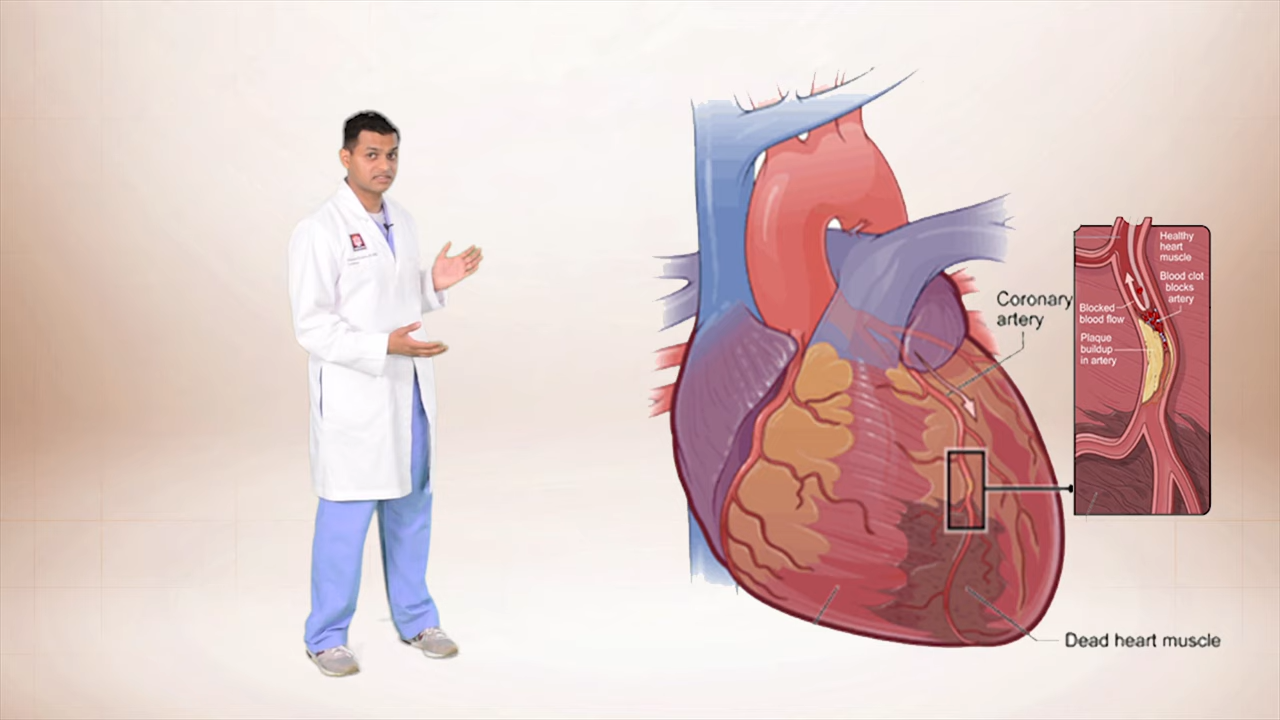 Coronary
artery
Healthy
heart
muscle
Blood clot
blocks
artery
Blocked
blood flow
Plaque
buildup
in artery
Dead heart muscle